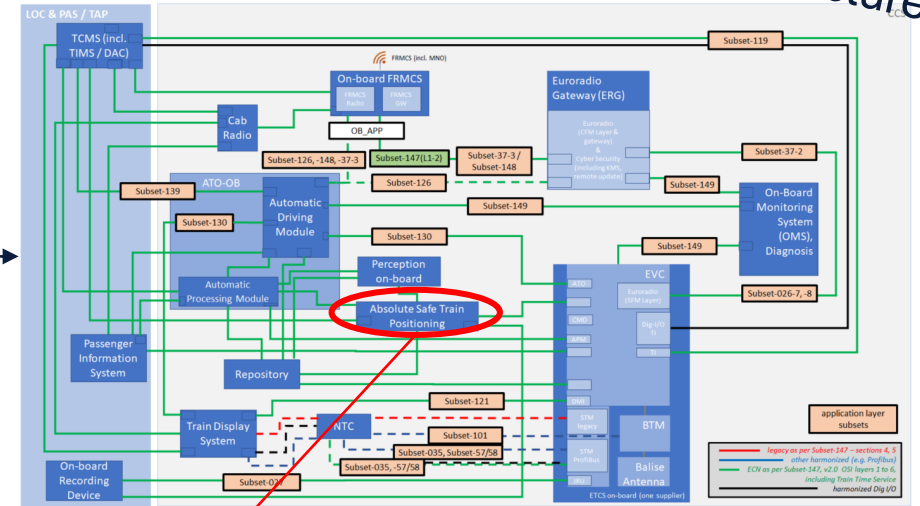 ture
CCS
LOC & PAS / TAP
TCMS (incl.
TIMS / DAC)
Subset-119
FRMCS (incl. MNO)
On-board FRMCS
FRMCS
Radio
FRMCS
GW
OB_APP
Euroradio
Gateway (ERG)
Euroradio
(CFM Layer &
gateway)
&
Cyber Security
(including KMS,
remote update)
Cab
Radio
Subset-126, -148, -37-3
Subset-147(L1-2)
Subset-37-3 /
Subset-148
Subset-37-2
Subset-139
ATO-OB
Subset-126
Subset-149
Automatic
Driving
Module
Subset-149
On-Board
Monitoring
System
(OMS),
Diagnosis
Subset-130
Subset-130
Subset-149
Perception
on-board
EVC
ATO
Euroradio
(SFM Layer)
Automatic
Processing Module
Subset-026-7, -8
Absolute Safe Train
Positioning
CMD
Dig-I/O
TI
APM
TI
Passenger
Information
System
Repository
Subset-121
DMI
application layer
subsets
Train Display
System
NTC
STM
legacy
BTM
Subset-101
Subset-035, Subset-57/58
Subset-035, -57/58
STM
ProfiBus
Balise
Antenna
On-board
Recording
Device
Subset-027
JRU
ETCS on-board (one supplier)
legacy as per Subset-147 – sections 4, 5
other harmonized (e.g. Profibus)
ECN as per Subset-147, v2.0 OSI layers 1 to 6,
including Train Time Service
harmonized Dig I/O